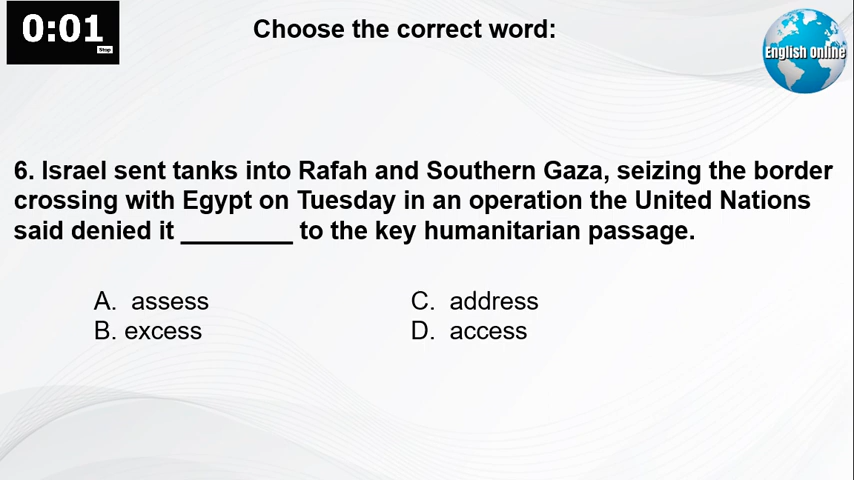 0:01
Stop
Choose the correct word:
English Online
6. Israel sent tanks into Rafah and Southern Gaza, seizing the border
crossing with Egypt on Tuesday in an operation the United Nations
said denied it ________ to the key humanitarian passage.
A. assess
B. excess
C. address
D. access